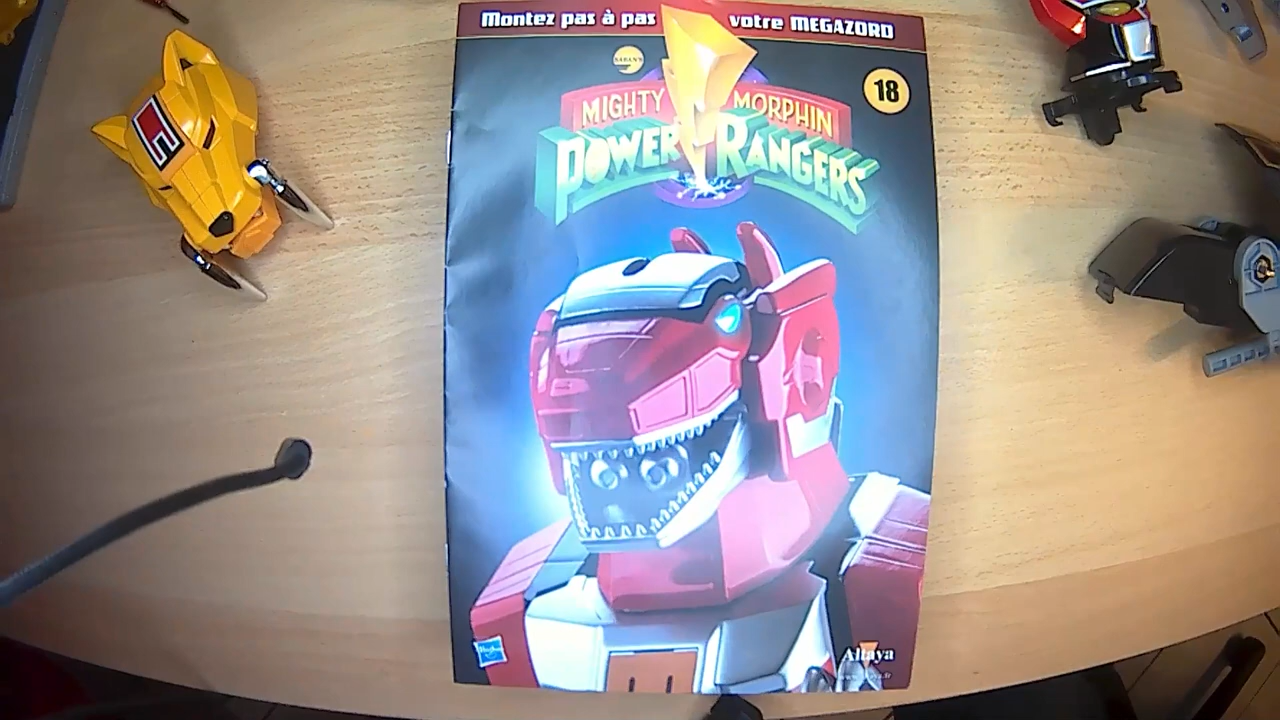 Montez pas à pas votre MEGAZORD
SABAN'S
18
MIGHTY MORPHIN
POWER RANGERS
Hasbro
Altaya